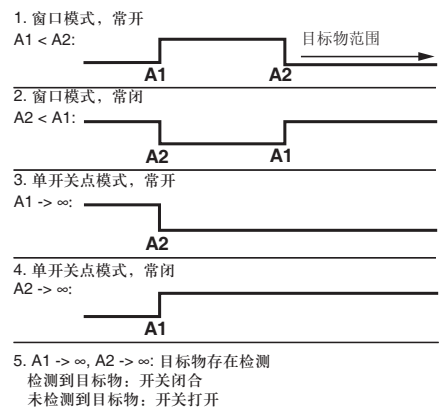 1. 窗口模式，常开
A1 < A2:
目标物范围
A1 A2
2. 窗口模式，常闭
A2 < A1:
A2 A1
3. 单开关点模式，常开
A1 -> ∞:
A2
4. 单开关点模式，常闭
A2 -> ∞:
A1
5. A1 -> ∞, A2 -> ∞: 目标物存在检测
检测到目标物：开关闭合
未检测到目标物：开关打开